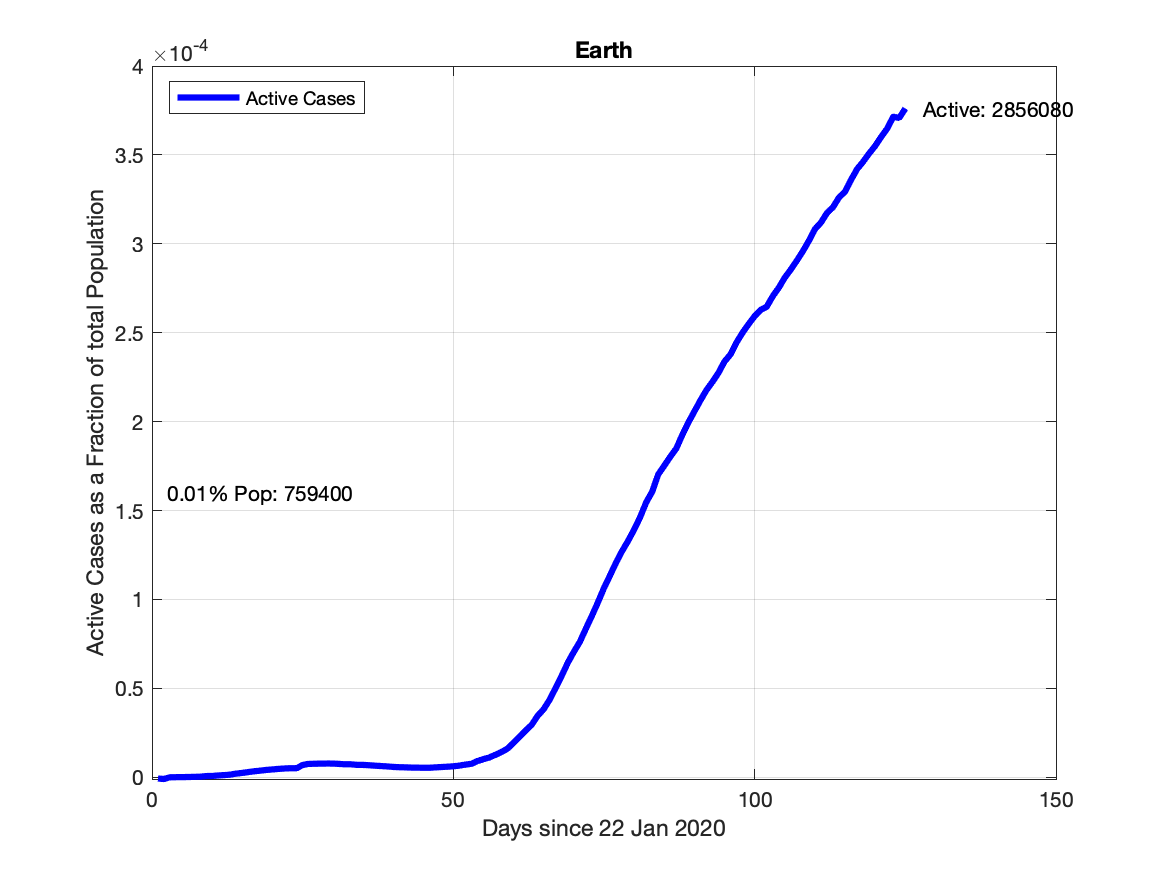 Earth
×10-4
4
3.5
3
2.5
2
1.5
1
0.5
0
Active Cases as a Fraction of total Population
Active Cases
Active: 2856080
0.01% Pop: 759400
0
50
100
150
Days since 22 Jan 2020